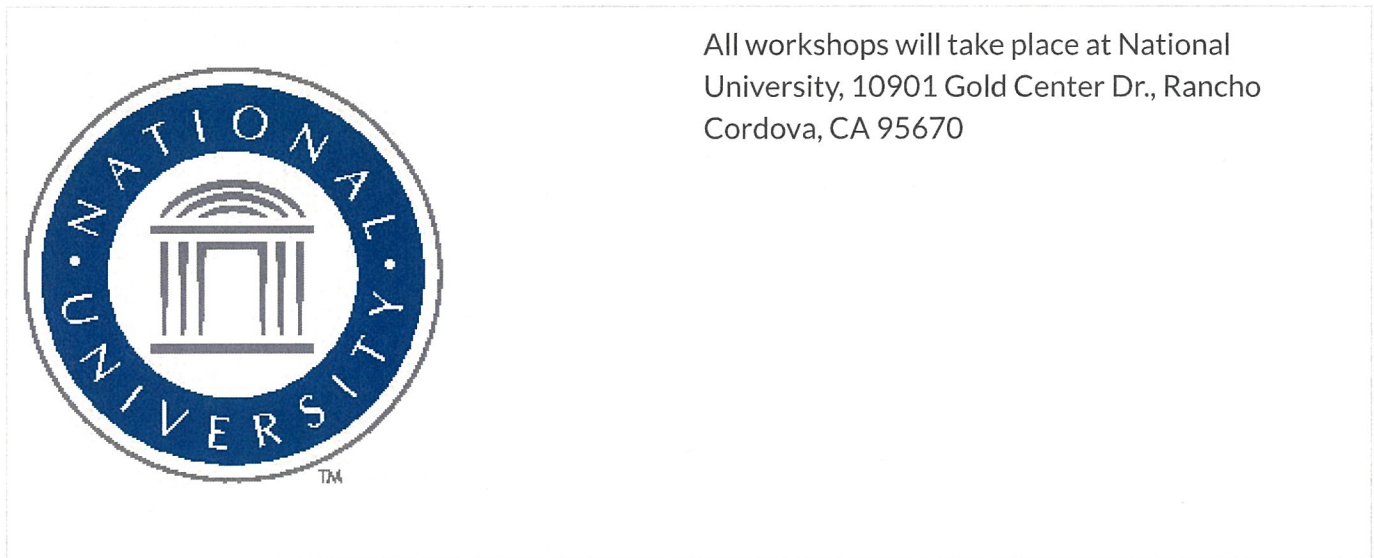 NATIONAL
UNIVERSITY
TM
All workshops will take place at National
University, 10901 Gold Center Dr., Rancho
Cordova, CA 95670